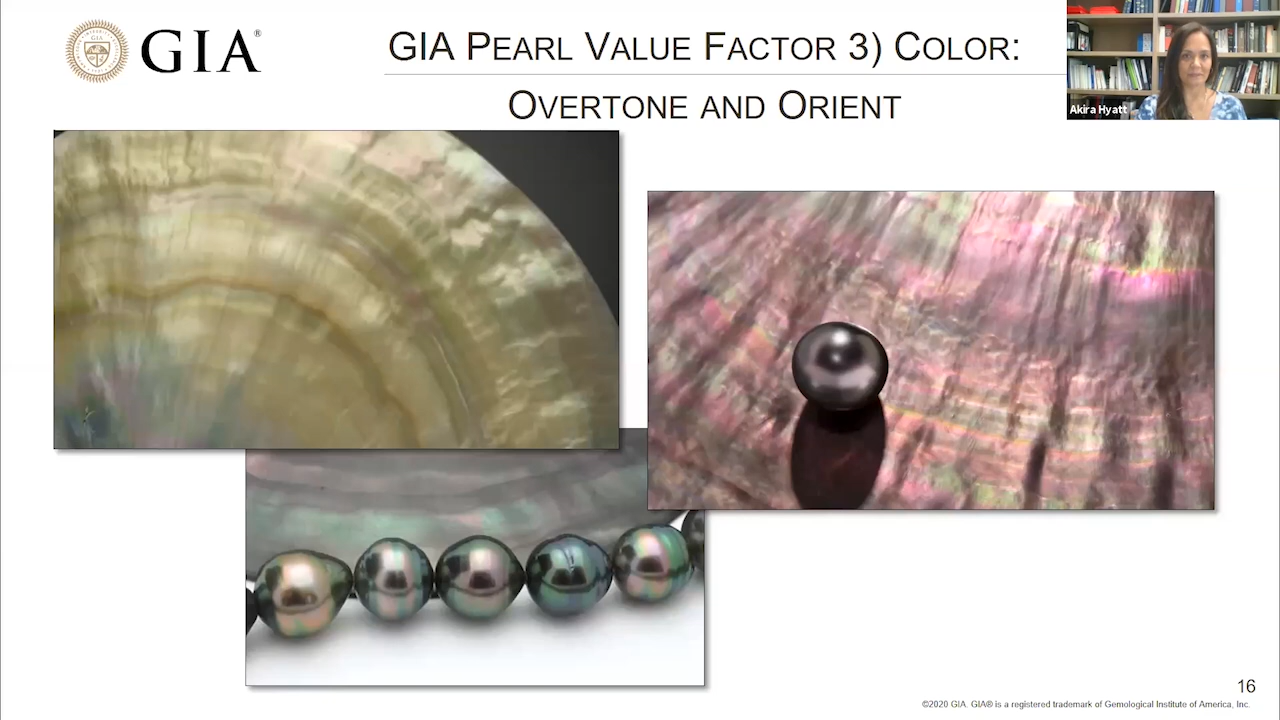 GIA
GIA®
GIA PEARL VALUE FACTOR 3) COLOR:
OVERTONE AND ORIENT
Akira Hyatt
16
©2020 GIA. GIA® is a registered trademark of Gemological Institute of America, Inc.